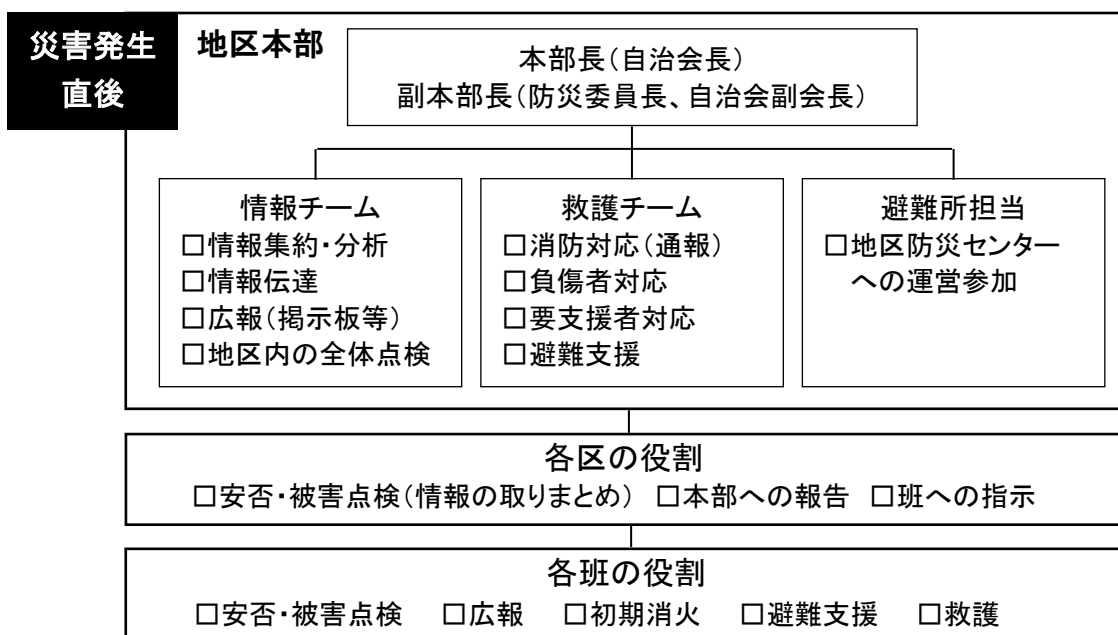 災害発生
直後
地区本部
本部長(自治会長)
副本部長(防災委員長、自治会副会長)
情報チーム
□情報集約・分析
□情報伝達
□広報(掲示板等)
□地区内の全体点検
救護チーム
□消防対応(通報)
□負傷者対応
□要支援者対応
□避難支援
避難所担当
□地区防災センター
への運営参加
各区の役割
□安否・被害点検(情報の取りまとめ) □本部への報告 □班への指示
各班の役割
□安否・被害点検 □広報 □初期消火 □避難支援 □救護